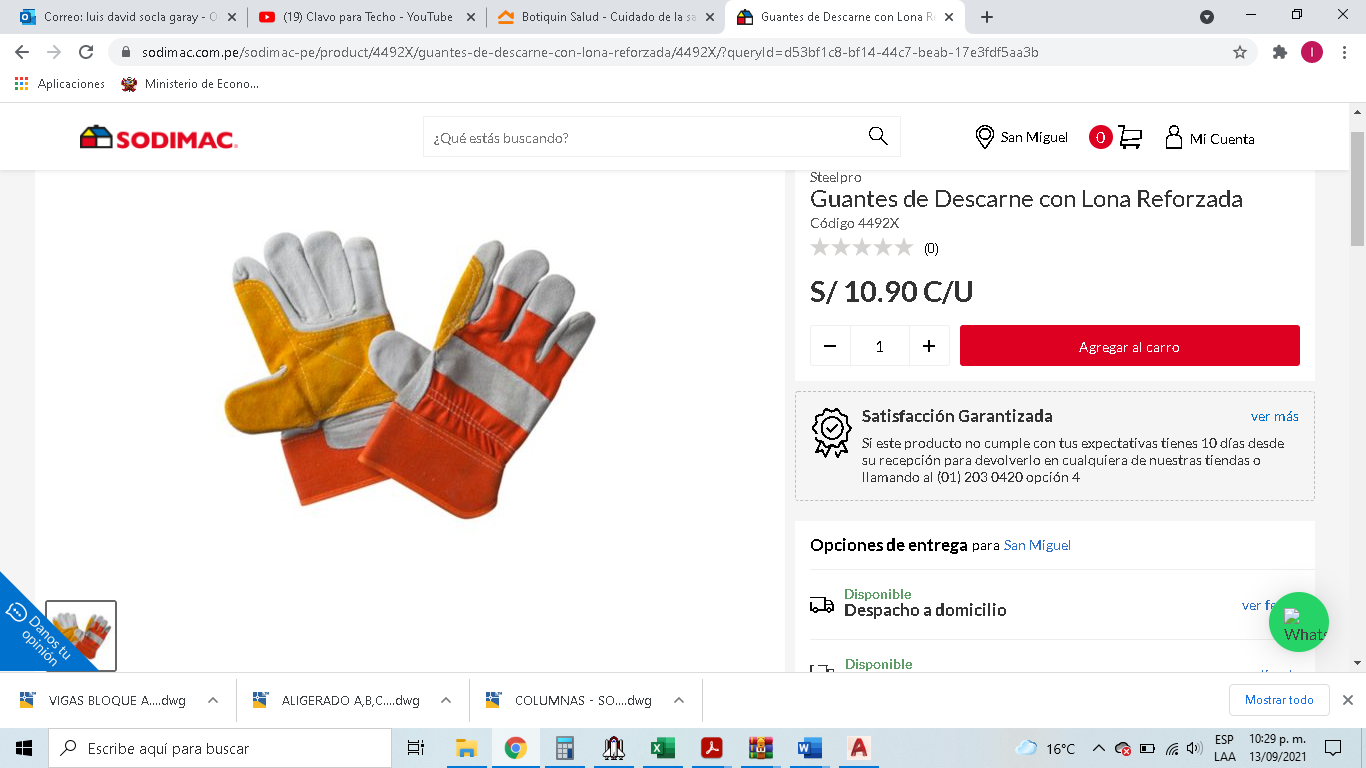 Correo: luis david socla garay - O
(19) Clavo para Techo - YouTube
Botiquin Salud - Cuidado de la sa
Guantes de Descarne con Lona R
sodimac.com.pe/sodimac-pe/product/4492X/guantes-de-descarne-con-lona-reforzada/4492X/?queryId=d53bf1c8-bf14-44c7-beab-17e3fdf5aa3b
I
Aplicaciones
Ministerio de Econo...
SODIMAC
¿Qué estás buscando?
San Miguel
0
Mi Cuenta
Steelpro
Guantes de Descarne con Lona Reforzada
Código 4492X
(0)
S/ 10.90 C/U
− 1 +
Agregar al carro
Satisfacción Garantizada
ver más
Si este producto no cumple con tus expectativas tienes 10 días desde
su recepción para devolverlo en cualquiera de nuestras tiendas o
llamando al (01) 203 0420 opción 4
Opciones de entrega para San Miguel
Disponible
Despacho a domicilio
ver fe
Whats
Disponible
Danos tu
opinión
VIGAS BLOQUE A....dwg
ALIGERADO A,B,C....dwg
COLUMNAS - SO....dwg
Mostrar todo
Escribe aquí para buscar
16°C
ESP
LAA
10:29 p. m.
13/09/2021